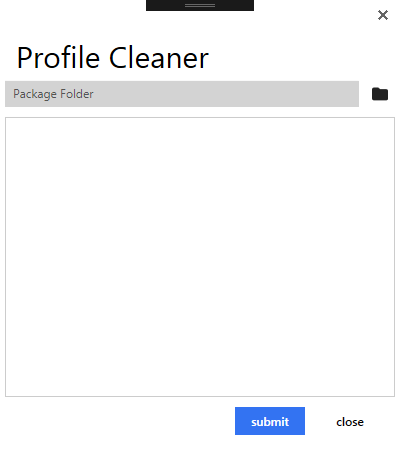 Profile Cleaner
Package Folder
submit
close